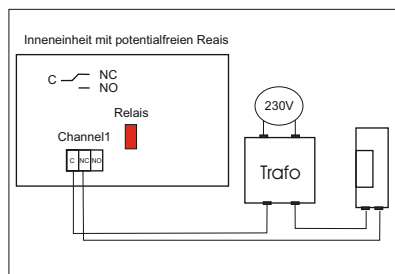 Inneneinheit mit potentialfreien Reais
C NC
NO
Relais
Channel1
C NC NO
230V
Trafo